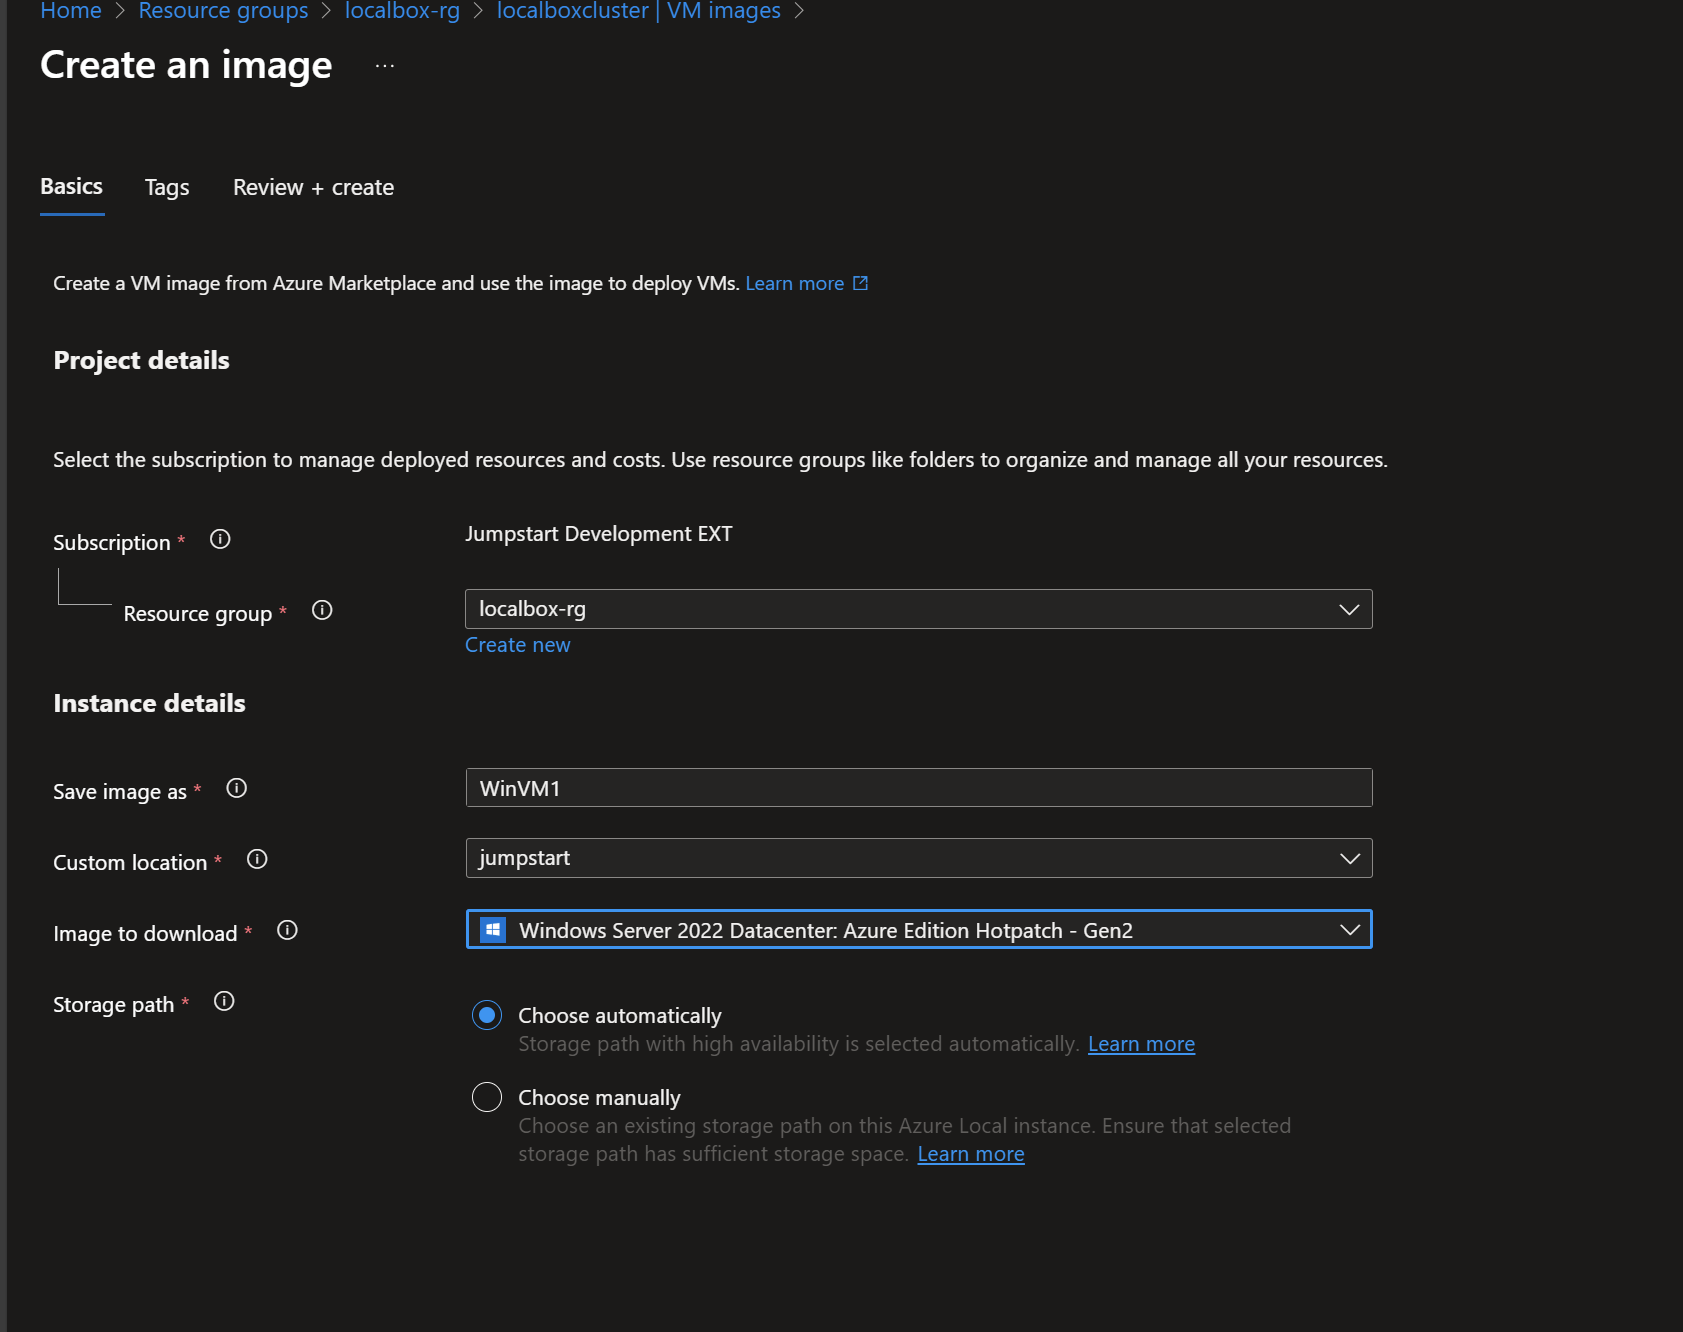 Home > Resource groups > localbox-rg > localboxcluster | VM images >
Create an image ...
Basics Tags Review + create
Create a VM image from Azure Marketplace and use the image to deploy VMs. Learn more
Project details
Select the subscription to manage deployed resources and costs. Use resource groups like folders to organize and manage all your resources.
Subscription * Jumpstart Development EXT
Resource group * localbox-rg
Create new
Instance details
Save image as * WinVM1
Custom location * jumpstart
Image to download * Windows Server 2022 Datacenter: Azure Edition Hotpatch - Gen2
Storage path * Choose automatically
Storage path with high availability is selected automatically. Learn more
Choose manually
Choose an existing storage path on this Azure Local instance. Ensure that selected
storage path has sufficient storage space. Learn more